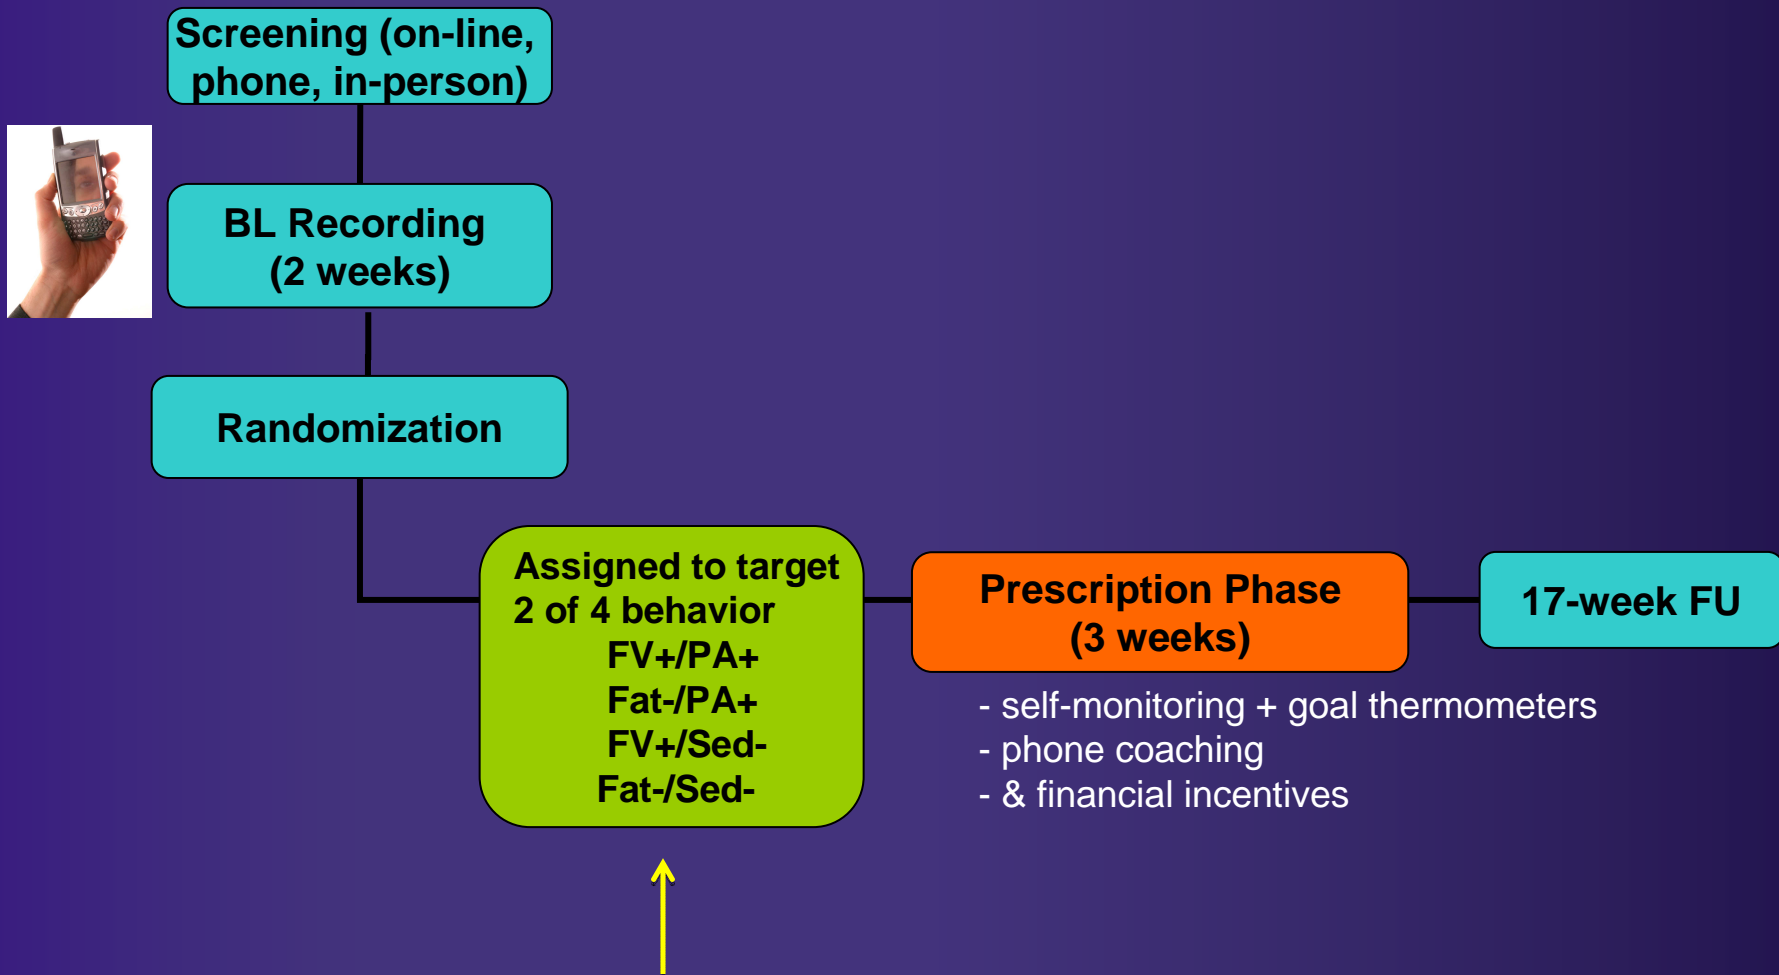 Screening (on-line,
phone, in-person)
BL Recording
(2 weeks)
Randomization
Assigned to target
2 of 4 behavior
FV+/PA+
Fat-/PA+
FV+/Sed-
Fat-/Sed-
Prescription Phase
(3 weeks)
- self-monitoring + goal thermometers
- phone coaching
- & financial incentives
17-week FU